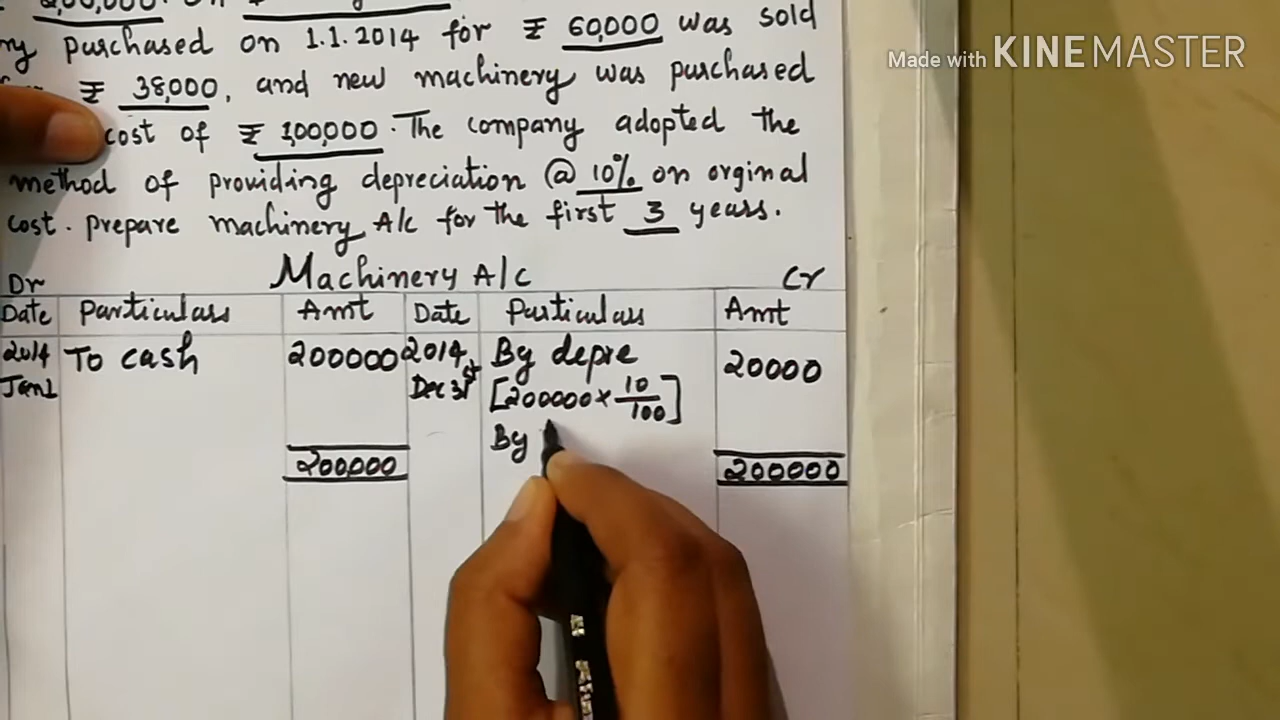 purchased on 1.1.2014 for ₹ 60,000 was sold
₹ 38,000, and new machinery was purchased
cost of ₹ 1,00,000. The company adopted the
method of providing depreciation @ 10% on orginal
cost. prepare machinery A/c for the first 3 years.
Dr Machinery A/c Cr
Date Particulars Amt Date Particulars Amt
2014 To cash 200000 2014 By depre 20000
Jan 1 Dec 31st [200000 × 10/100]
By
200000 200000
Made with KINEMASTER